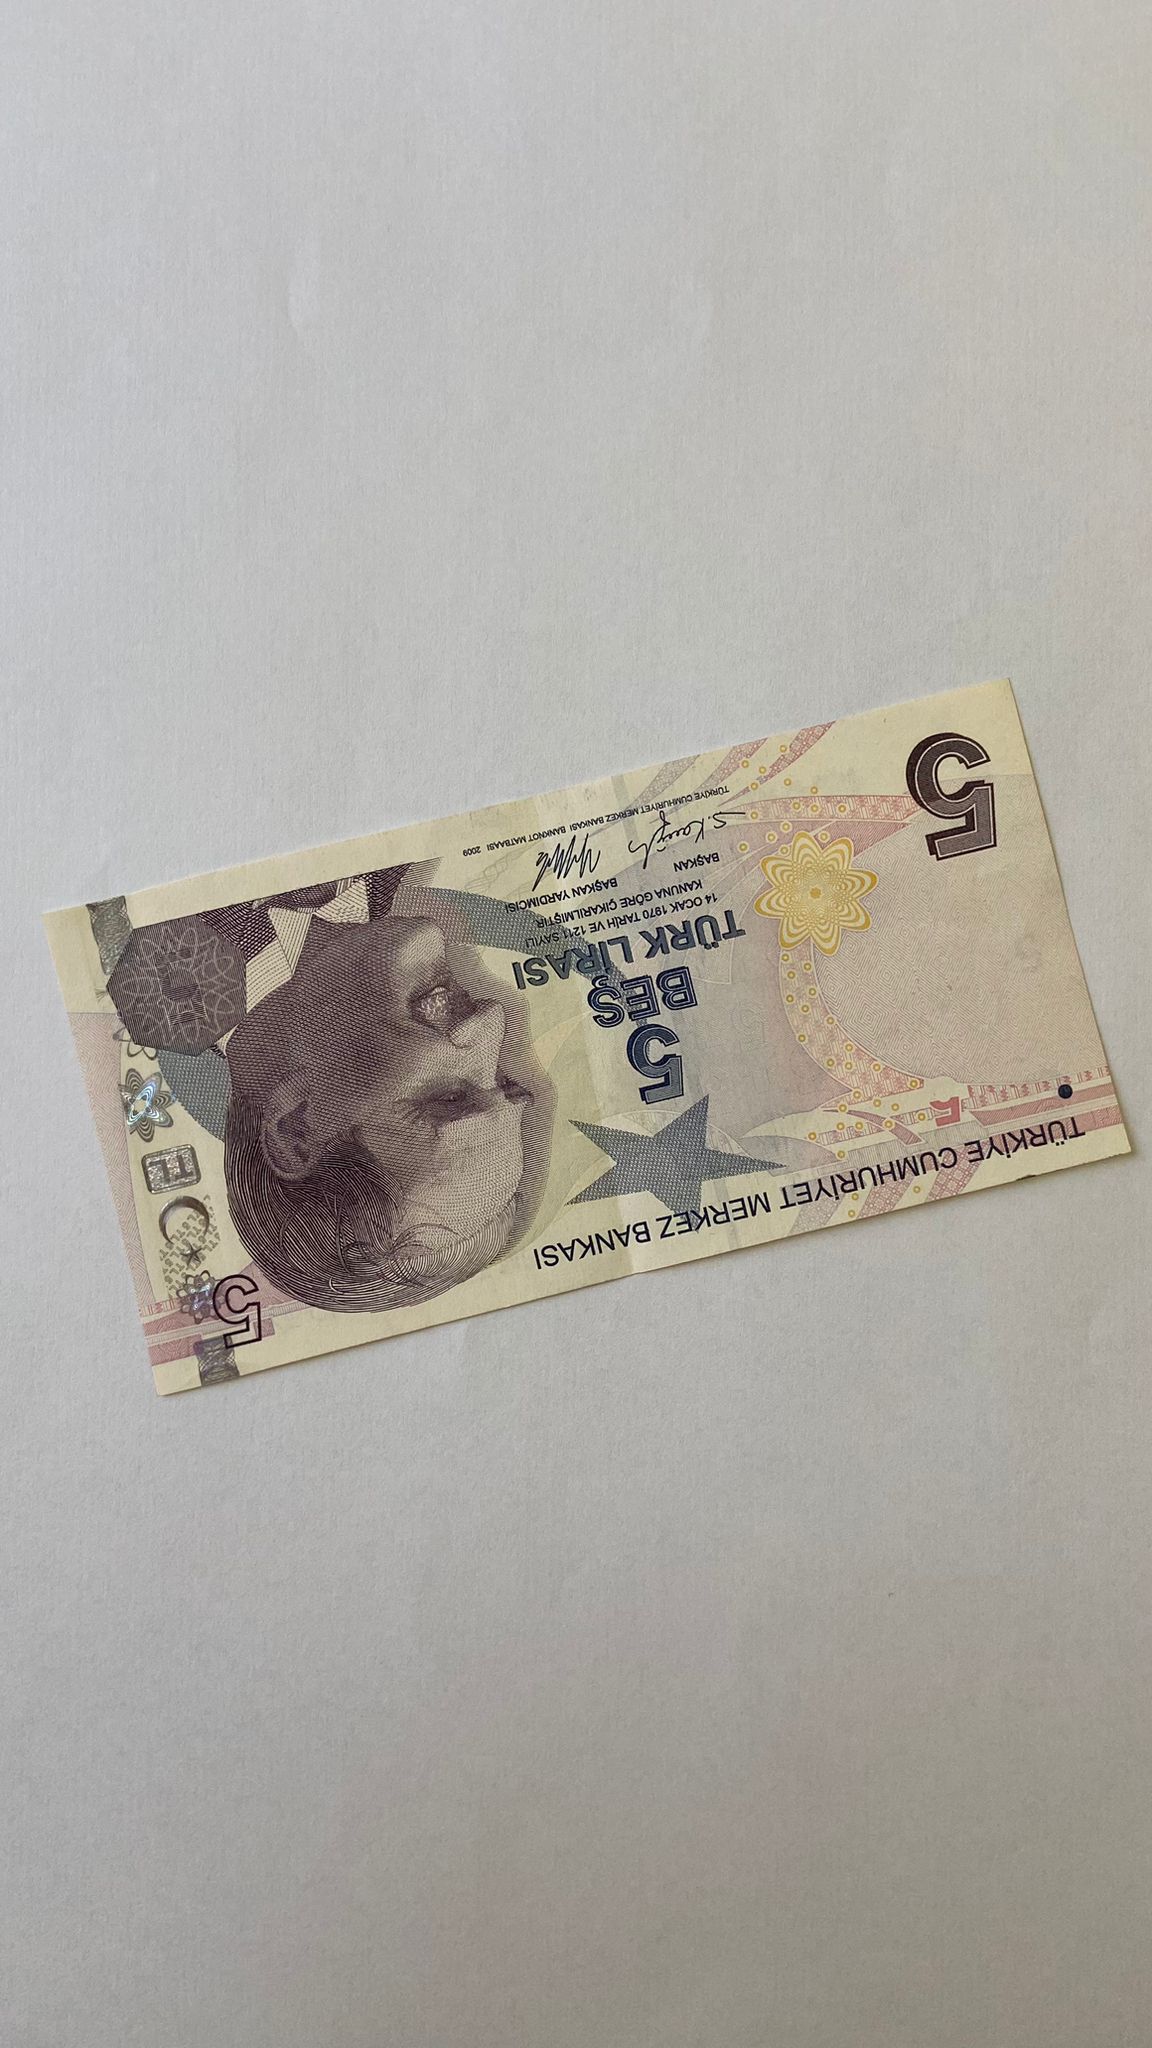 TÜRKİYE CUMHURİYET MERKEZ BANKASI
5
5
BEŞ
TÜRK LİRASI
14 OCAK 1970 TARİH VE 1211 SAYILI
KANUNA GÖRE ÇIKARILMIŞTIR
BAŞKAN
BAŞKAN YARDIMCISI
TÜRKİYE CUMHURİYET MERKEZ BANKASI BANKNOT MATBAASI 2009
5
TL